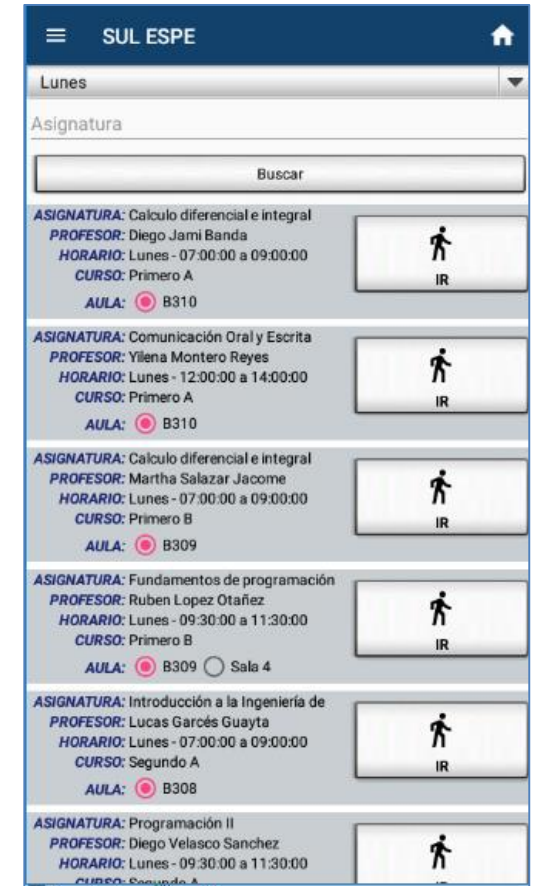 SUL ESPE
Lunes
Asignatura
Buscar
ASIGNATURA: Calculo diferencial e integral
PROFESOR: Diego Jami Banda
HORARIO: Lunes - 07:00:00 a 09:00:00
CURSO: Primero A
AULA: B310
IR
ASIGNATURA: Comunicación Oral y Escrita
PROFESOR: Yilena Montero Reyes
HORARIO: Lunes - 12:00:00 a 14:00:00
CURSO: Primero A
AULA: B310
IR
ASIGNATURA: Calculo diferencial e integral
PROFESOR: Martha Salazar Jacome
HORARIO: Lunes - 07:00:00 a 09:00:00
CURSO: Primero B
AULA: B309
IR
ASIGNATURA: Fundamentos de programación
PROFESOR: Ruben Lopez Otañez
HORARIO: Lunes - 09:30:00 a 11:30:00
CURSO: Primero B
AULA: B309 Sala 4
IR
ASIGNATURA: Introducción a la Ingeniería de
PROFESOR: Lucas Garcés Guayta
HORARIO: Lunes - 07:00:00 a 09:00:00
CURSO: Segundo A
AULA: B308
IR
ASIGNATURA: Programación II
PROFESOR: Diego Velasco Sanchez
HORARIO: Lunes - 09:30:00 a 11:30:00
CURSO: Segundo A
IR